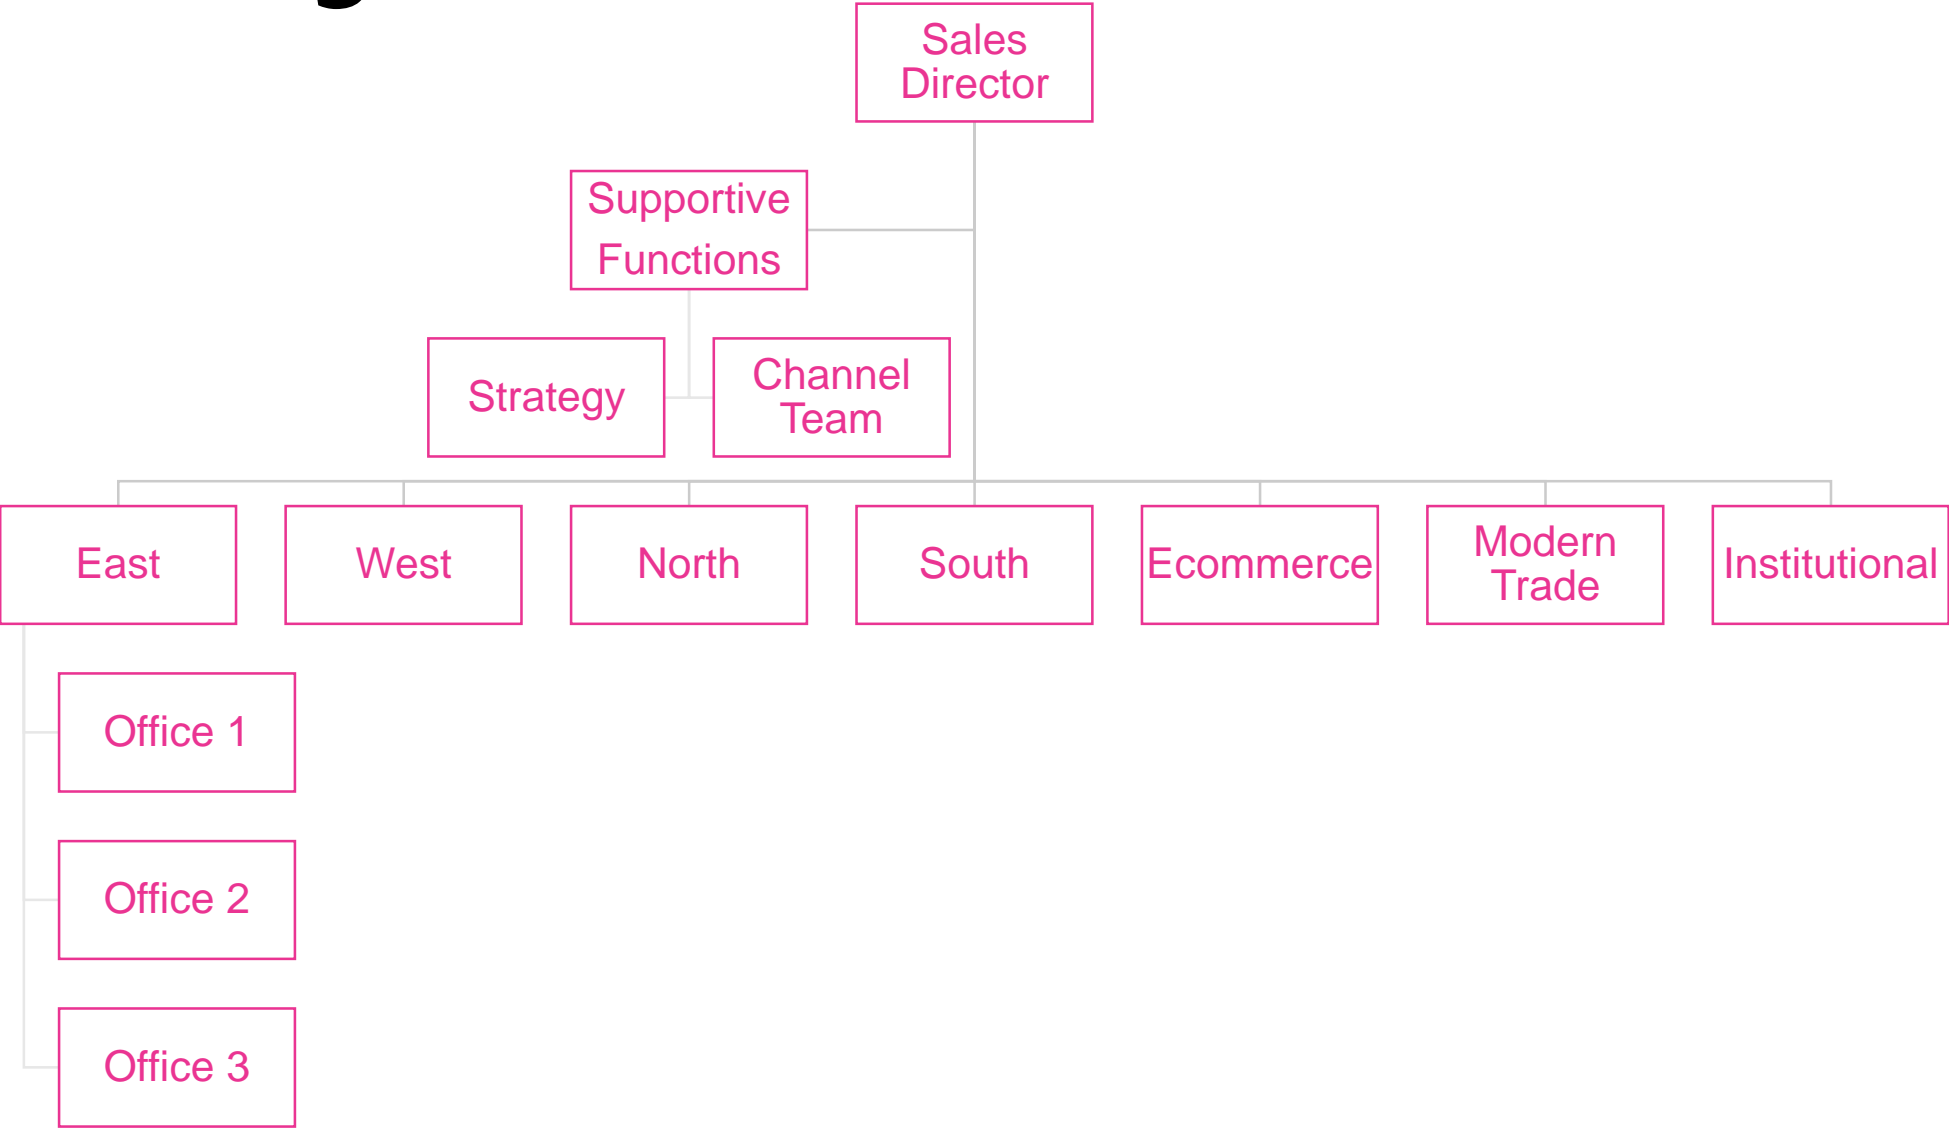 Sales
Director
Supportive
Functions
Strategy
Channel
Team
East
West
North
South
Ecommerce
Modern
Trade
Institutional
Office 1
Office 2
Office 3